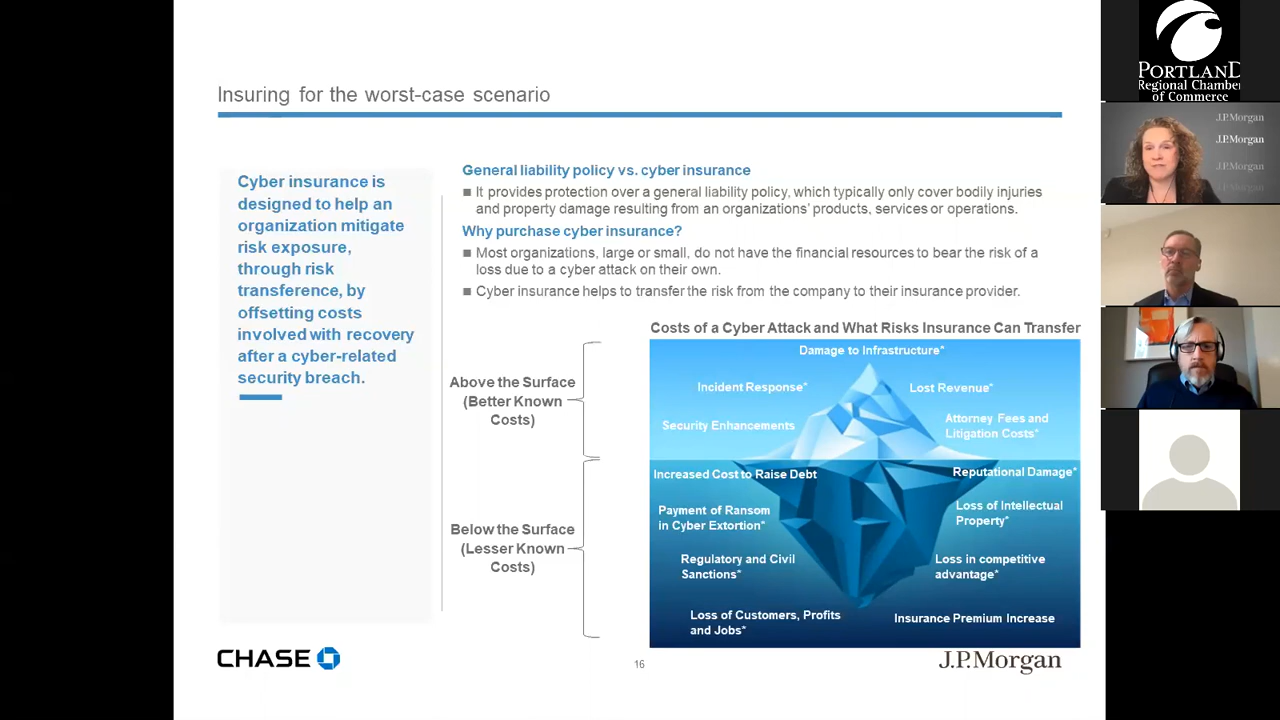 Insuring for the worst-case scenario
Cyber insurance is
designed to help an
organization mitigate
risk exposure,
through risk
transference, by
offsetting costs
involved with recovery
after a cyber-related
security breach.
General liability policy vs. cyber insurance
■ It provides protection over a general liability policy, which typically only cover bodily injuries
and property damage resulting from an organizations' products, services or operations.
Why purchase cyber insurance?
■ Most organizations, large or small, do not have the financial resources to bear the risk of a
loss due to a cyber attack on their own.
■ Cyber insurance helps to transfer the risk from the company to their insurance provider.
Costs of a Cyber Attack and What Risks Insurance Can Transfer
Above the Surface
(Better Known
Costs)
Damage to Infrastructure*
Incident Response*
Lost Revenue*
Security Enhancements
Attorney Fees and
Litigation Costs*
Below the Surface
(Lesser Known
Costs)
Increased Cost to Raise Debt
Reputational Damage*
Payment of Ransom
in Cyber Extortion*
Loss of Intellectual
Property*
Regulatory and Civil
Sanctions*
Loss in competitive
advantage*
Loss of Customers, Profits
and Jobs*
Insurance Premium Increase
CHASE
16
J.P.Morgan
PORTLAND
Regional Chamber
of Commerce
J.P.Morgan
J.P.Morgan
J.P.Morgan
J.P.Morgan